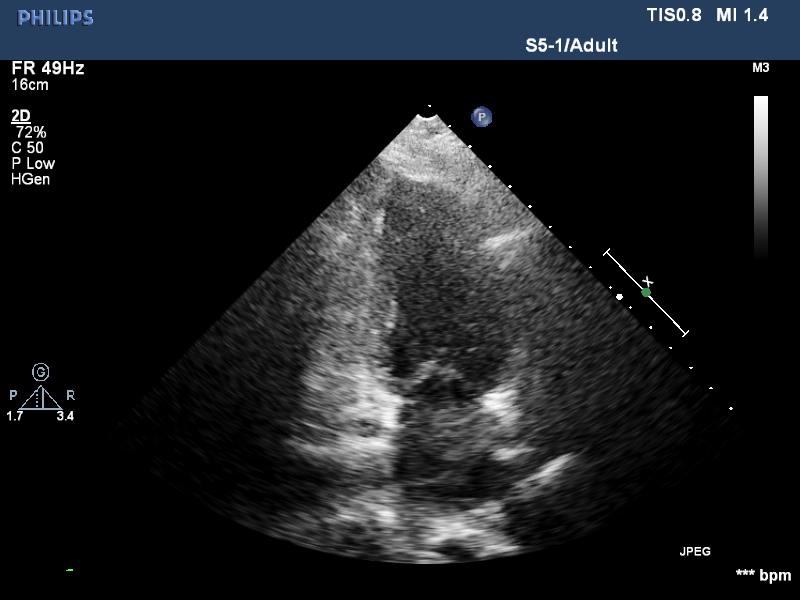 PHILIPS
TIS0.8 MI 1.4
S5-1/Adult
FR 49Hz
16cm
M3
2D
72%
C 50
P Low
HGen
P
G
P R
1.7 3.4
JPEG
*** bpm